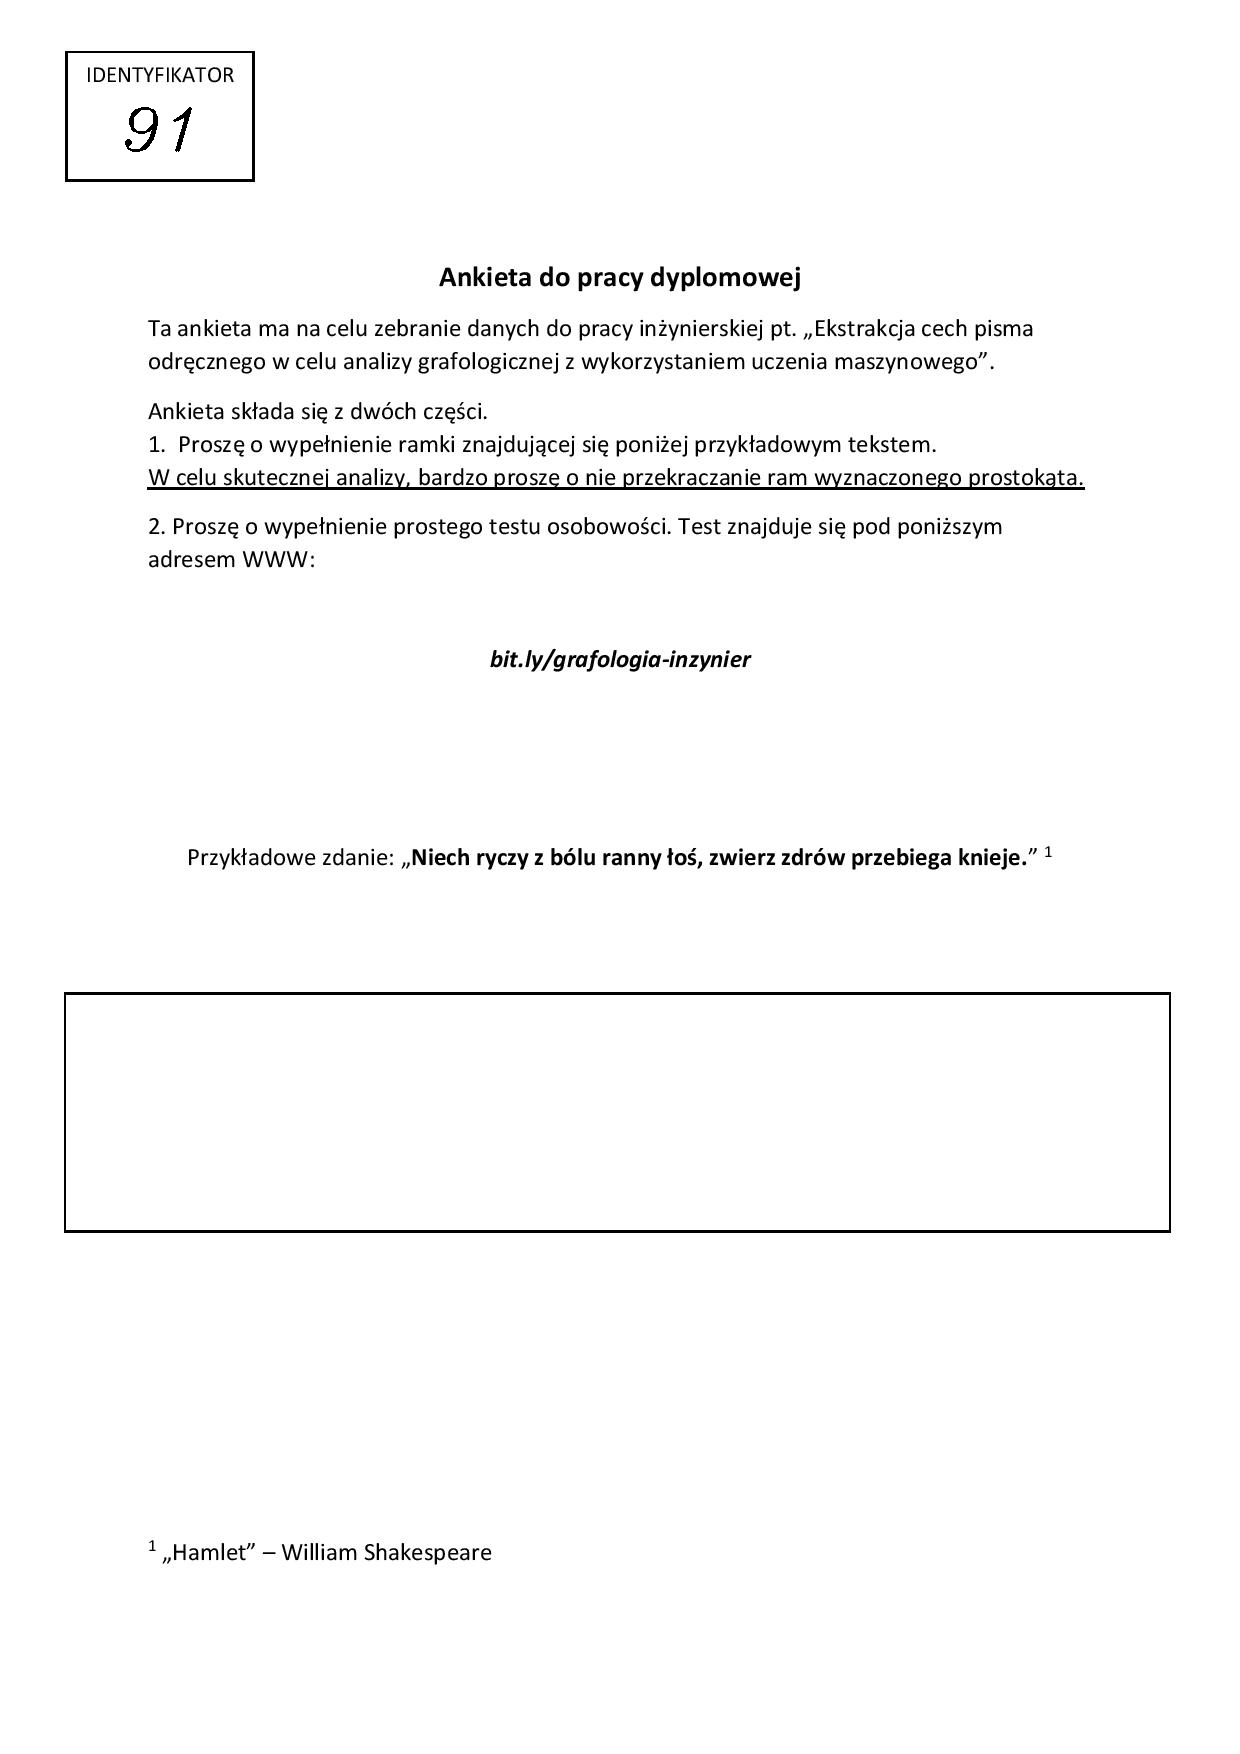 IDENTYFIKATOR
91
Ankieta do pracy dyplomowej
Ta ankieta ma na celu zebranie danych do pracy inżynierskiej pt. „Ekstrakcja cech pisma
odręcznego w celu analizy grafologicznej z wykorzystaniem uczenia maszynowego”.
Ankieta składa się z dwóch części.
1. Proszę o wypełnienie ramki znajdującej się poniżej przykładowym tekstem.
W celu skutecznej analizy, bardzo proszę o nie przekraczanie ram wyznaczonego prostokąta.
2. Proszę o wypełnienie prostego testu osobowości. Test znajduje się pod poniższym
adresem WWW:
bit.ly/grafologia-inzynier
Przykładowe zdanie: „Niech ryczy z bólu ranny łoś, zwierz zdrów przebiega knieje.” 1
1 „Hamlet” – William Shakespeare